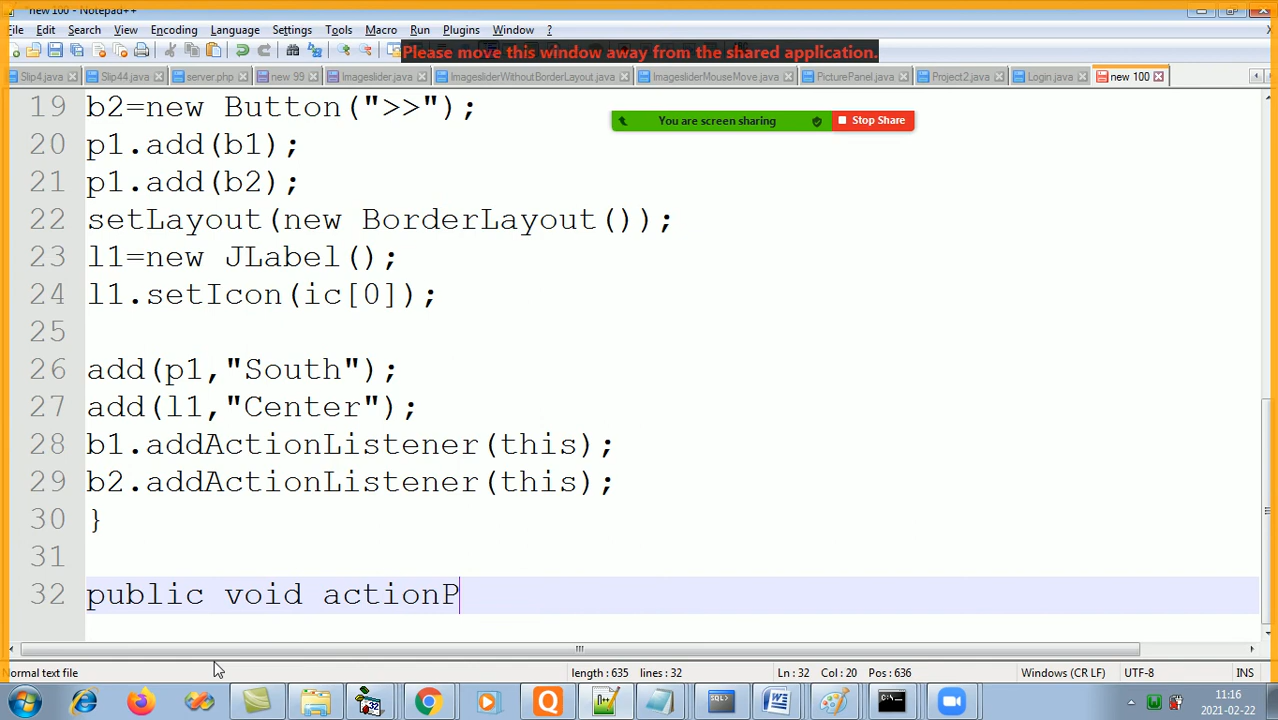 *new 100 - Notepad++
File Edit Search View Encoding Language Settings Tools Macro Run Plugins Window ?
Please move this window away from the shared application.
Slip4.java Slip44.java server.php new 99 Imageslider.java ImagesliderWithoutBorderLayout.java ImagesliderMouseMove.java PicturePanel.java Project2.java Login.java new 100
You are screen sharing Stop Share
19 b2=new Button(">>");
20 p1.add(b1);
21 p1.add(b2);
22 setLayout(new BorderLayout());
23 l1=new JLabel();
24 l1.setIcon(ic[0]);
25
26 add(p1,"South");
27 add(l1,"Center");
28 b1.addActionListener(this);
29 b2.addActionListener(this);
30 }
31
32 public void actionP
Normal text file length : 635 lines : 32 Ln : 32 Col : 20 Pos : 636 Windows (CR LF) UTF-8 INS
11:16
2021-02-22